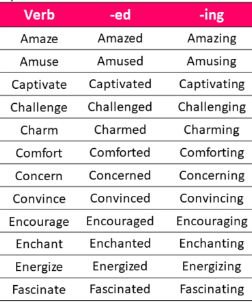 Verb -ed -ing
Amaze Amazed Amazing
Amuse Amused Amusing
Captivate Captivated Captivating
Challenge Challenged Challenging
Charm Charmed Charming
Comfort Comforted Comforting
Concern Concerned Concerning
Convince Convinced Convincing
Encourage Encouraged Encouraging
Enchant Enchanted Enchanting
Energize Energized Energizing
Fascinate Fascinated Fascinating